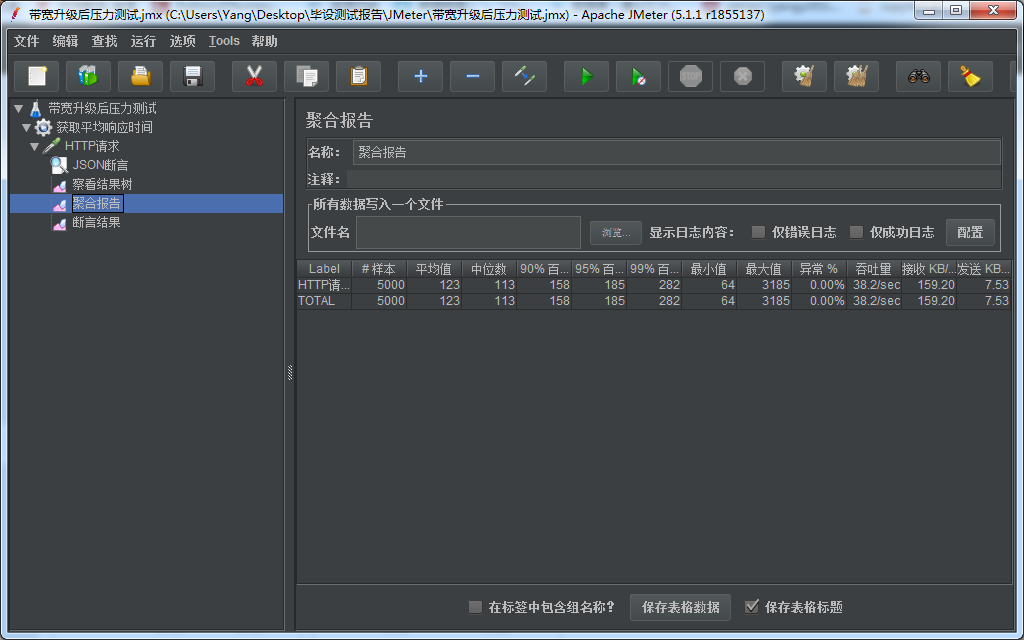 带宽升级后压力测试.jmx (C:\Users\Yang\Desktop\毕设测试报告\JMeter\带宽升级后压力测试.jmx) - Apache JMeter (5.1.1 r1855137)
文件 编辑 查找 运行 选项 Tools 帮助
STOP
带宽升级后压力测试
获取平均响应时间
HTTP请求
JSON断言
察看结果树
聚合报告
断言结果
聚合报告
名称： 聚合报告
注释：
所有数据写入一个文件
文件名 浏览... 显示日志内容： 仅错误日志 仅成功日志 配置
Label # 样本 平均值 中位数 90% 百... 95% 百... 99% 百... 最小值 最大值 异常 % 吞吐量 接收 KB/... 发送 KB...
HTTP请... 5000 123 113 158 185 282 64 3185 0.00% 38.2/sec 159.20 7.53
TOTAL 5000 123 113 158 185 282 64 3185 0.00% 38.2/sec 159.20 7.53
在标签中包含组名称？ 保存表格数据 保存表格标题